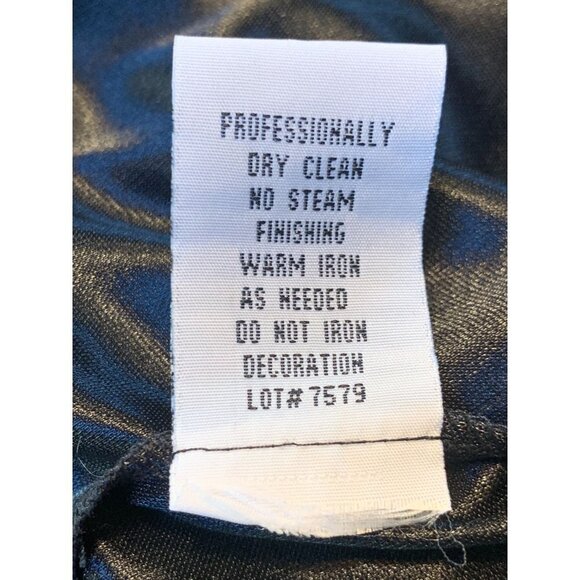 PROFESSIONALLY
DRY CLEAN
NO STEAM
FINISHING
WARM IRON
AS NEEDED
DO NOT IRON
DECORATION
LOT# 7579